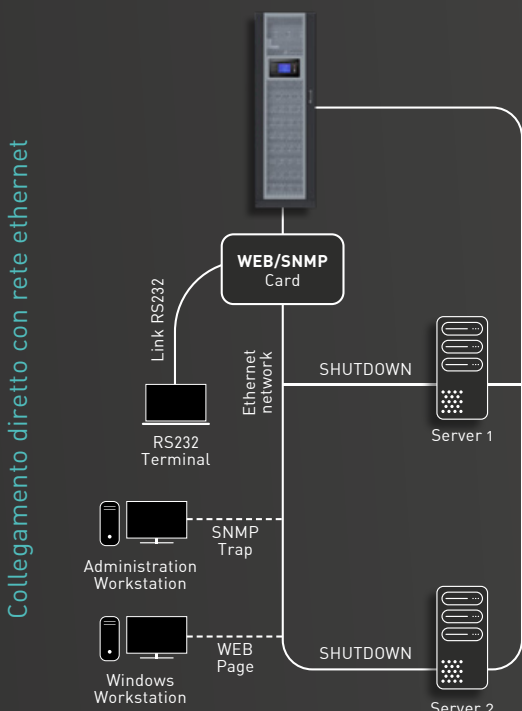 Collegamento diretto con rete ethernet
WEB/SNMP
Card
Link RS232
Ethernet
network
SHUTDOWN
Server 1
RS232
Terminal
SNMP
Trap
Administration
Workstation
WEB
Page
SHUTDOWN
Windows
Workstation
Server 2